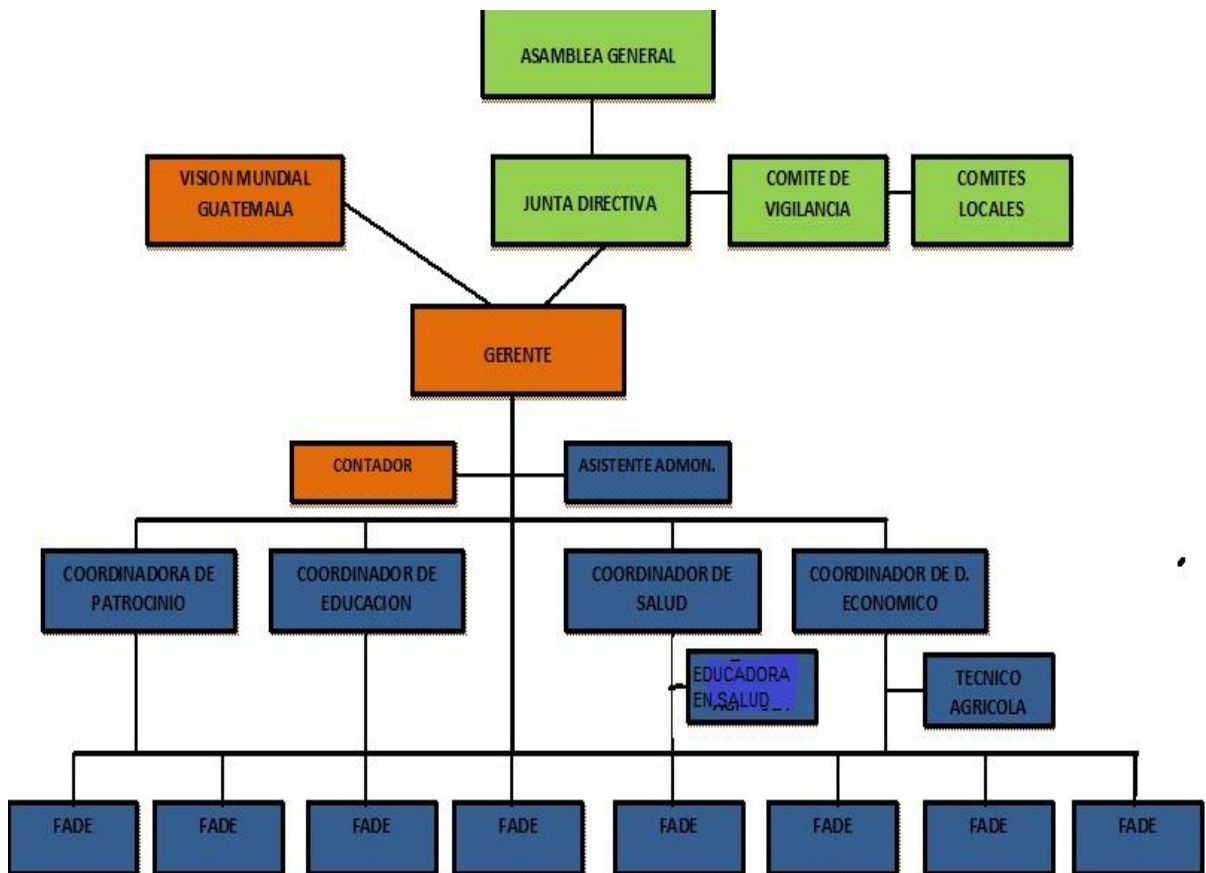 ASAMBLEA GENERAL
VISION MUNDIAL
GUATEMALA
JUNTA DIRECTIVA
COMITE DE
VIGILANCIA
COMITES
LOCALES
GERENTE
CONTADOR
ASISTENTE ADMON.
COORDINADORA DE
PATROCINIO
COORDINADOR DE
EDUCACION
COORDINADOR DE
SALUD
COORDINADOR DE D.
ECONOMICO
EDUCADORA
EN SALUD
TECNICO
AGRICOLA
FADE
FADE
FADE
FADE
FADE
FADE
FADE
FADE